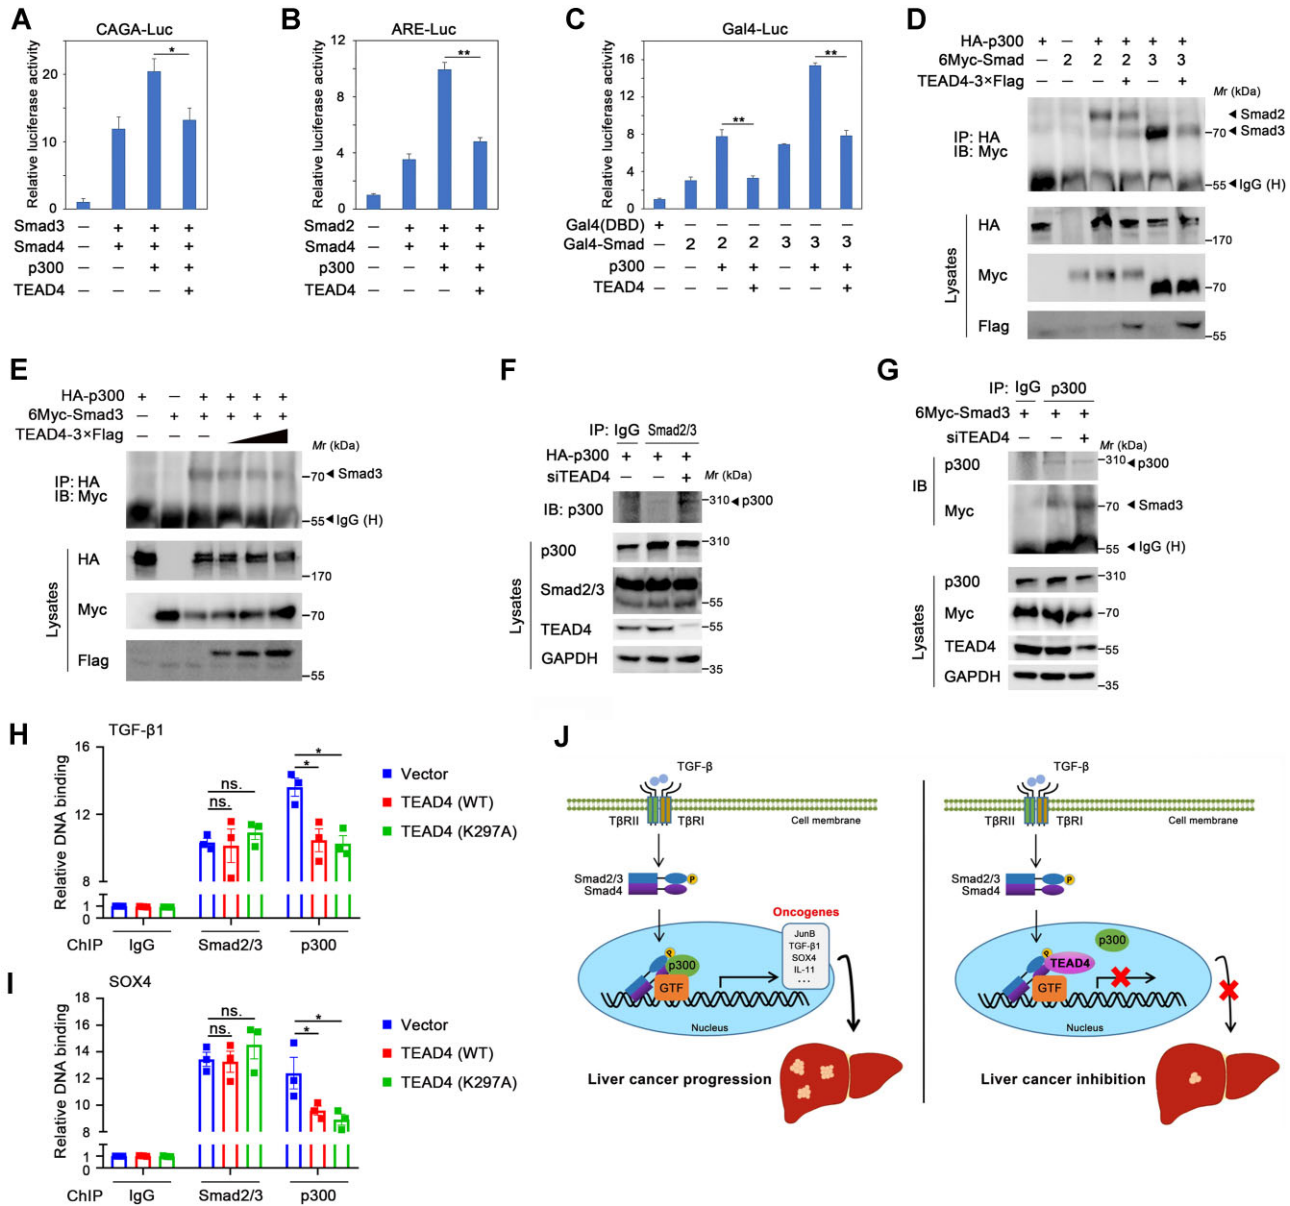 A
CAGA-Luc
Relative luciferase activity
20
10
0
Smad3 – + + +
Smad4 – + + +
p300 – – + +
TEAD4 – – – +
*
B
ARE-Luc
Relative luciferase activity
12
8
4
0
Smad2 – + + +
Smad4 – + + +
p300 – – + +
TEAD4 – – – +
**
C
Gal4-Luc
Relative luciferase activity
16
12
8
4
0
** **
Gal4(DBD) +
Gal4-Smad – 2 2 2 3 3 3
p300 – – + + – + +
TEAD4 – – – + – – +
D
HA-p300 + – + + + +
6Myc-Smad – 2 2 2 3 3
TEAD4-3×Flag – – – + – +
Mr (kDa)
IP: HA
IB: Myc
Smad2
70 Smad3
55 IgG (H)
Lysates
HA
170
Myc
70
Flag
55
E
HA-p300 + – + + + +
6Myc-Smad3 – + + + + +
TEAD4-3×Flag – – –
Mr (kDa)
IP: HA
IB: Myc
70 Smad3
55 IgG (H)
Lysates
HA
170
Myc
70
Flag
55
F
IP: IgG Smad2/3
HA-p300 + + +
siTEAD4 – – +
Mr (kDa)
IB: p300
310 p300
Lysates
p300
310
Smad2/3
55
TEAD4
55
GAPDH
35
G
IP: IgG p300
6Myc-Smad3 + + +
siTEAD4 – – +
Mr (kDa)
IB
p300
310 p300
Myc
70 Smad3
55 IgG (H)
Lysates
p300
310
Myc
70
TEAD4
55
GAPDH
35
H
TGF-β1
Relative DNA binding
16
12
8
1
0
ns.
ns.
*
*
ChIP IgG Smad2/3 p300
Vector
TEAD4 (WT)
TEAD4 (K297A)
I
SOX4
Relative DNA binding
18
16
14
12
10
8
1
0
ns.
ns.
*
*
ChIP IgG Smad2/3 p300
Vector
TEAD4 (WT)
TEAD4 (K297A)
J
TGF-β
TβRII TβRI
Cell membrane
Smad2/3
Smad4
P
Oncogenes
JunB
TGF-β1
SOX4
IL-11
...
P
p300
GTF
Nucleus
Liver cancer progression
TGF-β
TβRII TβRI
Cell membrane
Smad2/3
Smad4
P
p300
P
TEAD4
GTF
Nucleus
Liver cancer inhibition